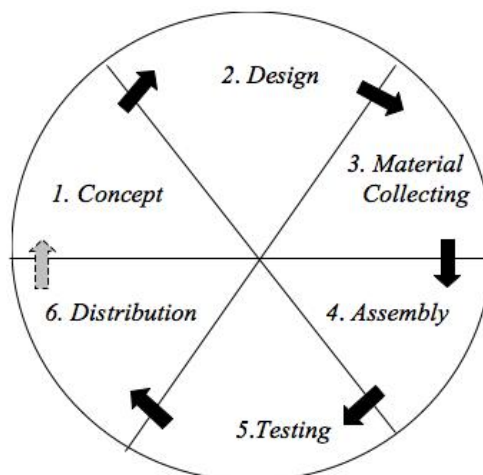 2. Design
3. Material
Collecting
1. Concept
6. Distribution
4. Assembly
5.Testing